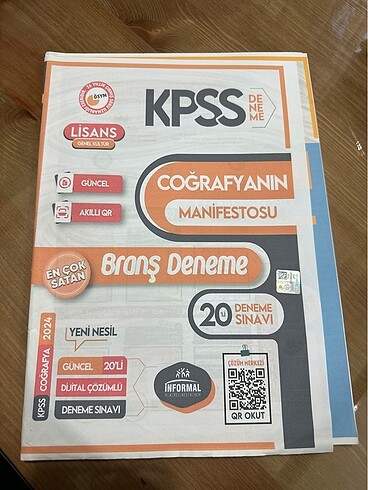 ÖSYM
KPSS
DENEME
LİSANS
GENEL KÜLTÜR
GÜNCEL
AKILLI QR
COĞRAFYANIN
MANİFESTOSU
EN ÇOK
SATAN
Branş Deneme
20'Lİ
DENEME
SINAVI
YENİ NESİL
GÜNCEL 20'Lİ
DİJİTAL ÇÖZÜMLÜ
DENEME SINAVI
KPSS COĞRAFYA 2024
İNFORMAL
ÇÖZÜM MERKEZİ
QR OKUT